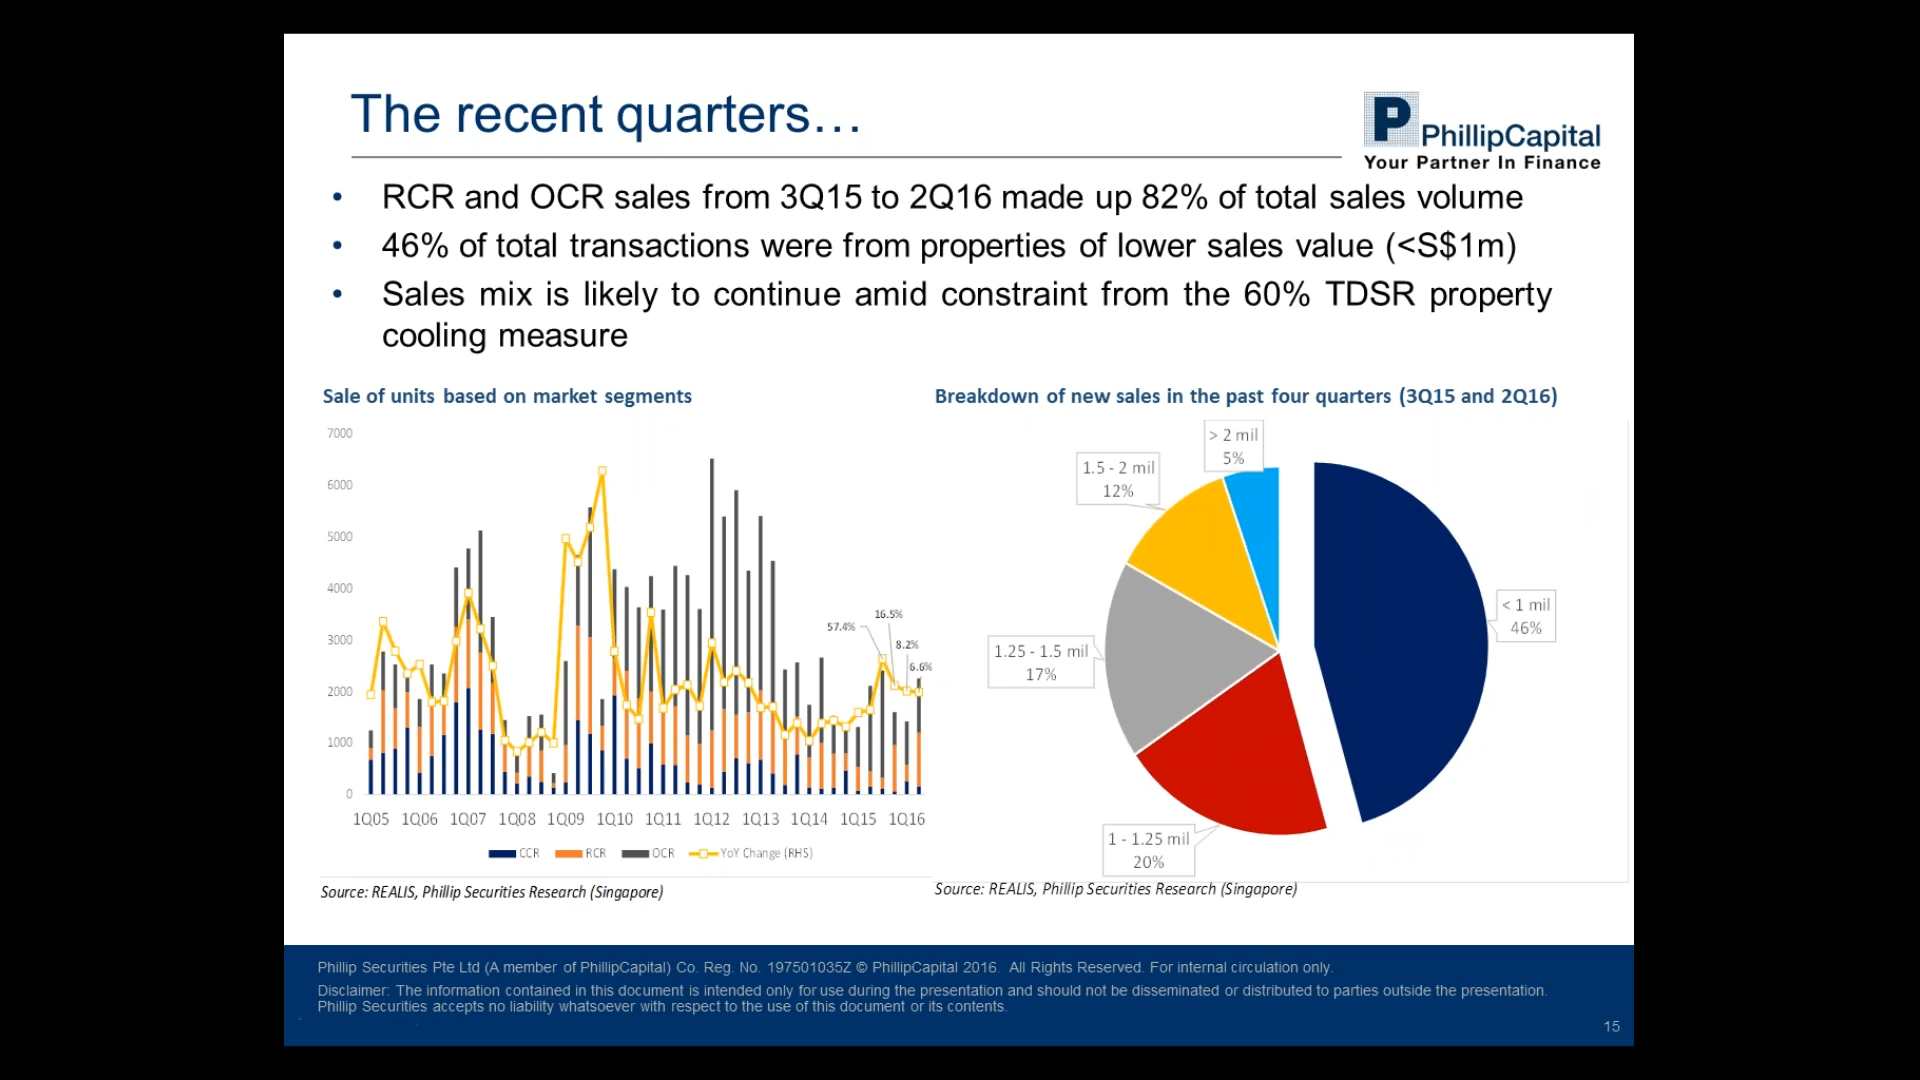 The recent quarters…
PhillipCapital
Your Partner In Finance
• RCR and OCR sales from 3Q15 to 2Q16 made up 82% of total sales volume
• 46% of total transactions were from properties of lower sales value (<S$1m)
• Sales mix is likely to continue amid constraint from the 60% TDSR property
cooling measure
Sale of units based on market segments
7000
6000
5000
4000
3000
2000
1000
0
57.4%
16.5%
8.2%
6.6%
1Q05 1Q06 1Q07 1Q08 1Q09 1Q10 1Q11 1Q12 1Q13 1Q14 1Q15 1Q16
CCR RCR OCR YoY Change (RHS)
Source: REALIS, Phillip Securities Research (Singapore)
Breakdown of new sales in the past four quarters (3Q15 and 2Q16)
> 2 mil
5%
1.5 - 2 mil
12%
< 1 mil
46%
1.25 - 1.5 mil
17%
1 - 1.25 mil
20%
Source: REALIS, Phillip Securities Research (Singapore)
Phillip Securities Pte Ltd (A member of PhillipCapital) Co. Reg. No. 197501035Z © PhillipCapital 2016. All Rights Reserved. For internal circulation only.
Disclaimer: The information contained in this document is intended only for use during the presentation and should not be disseminated or distributed to parties outside the presentation.
Phillip Securities accepts no liability whatsoever with respect to the use of this document or its contents.
15